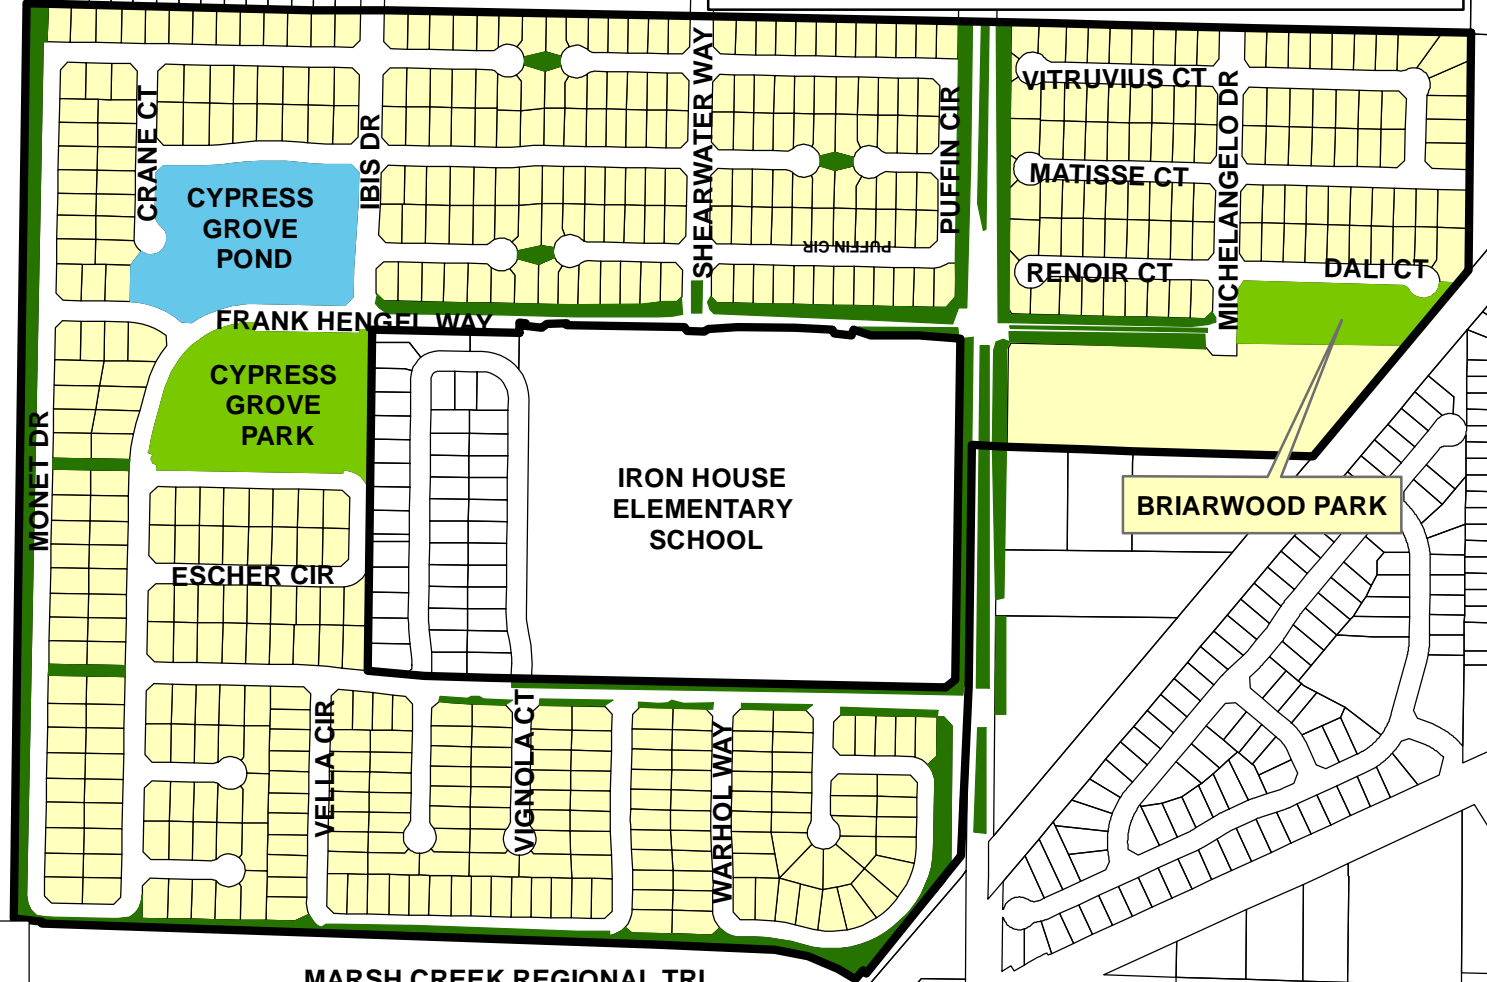 CRANE CT
IBIS DR
SHEARWATER WAY
PUFFIN CIR
VITRUVIUS CT
MICHELANGELO DR
MATISSE CT
CYPRESS
GROVE
POND
PUFFIN CIR
RENOIR CT
DALI CT
FRANK HENGEL WAY
CYPRESS
GROVE
PARK
MONET DR
IRON HOUSE
ELEMENTARY
SCHOOL
BRIARWOOD PARK
ESCHER CIR
VELLA CIR
VIGNOLA CT
WARHOL WAY
MARSH CREEK REGIONAL TRL